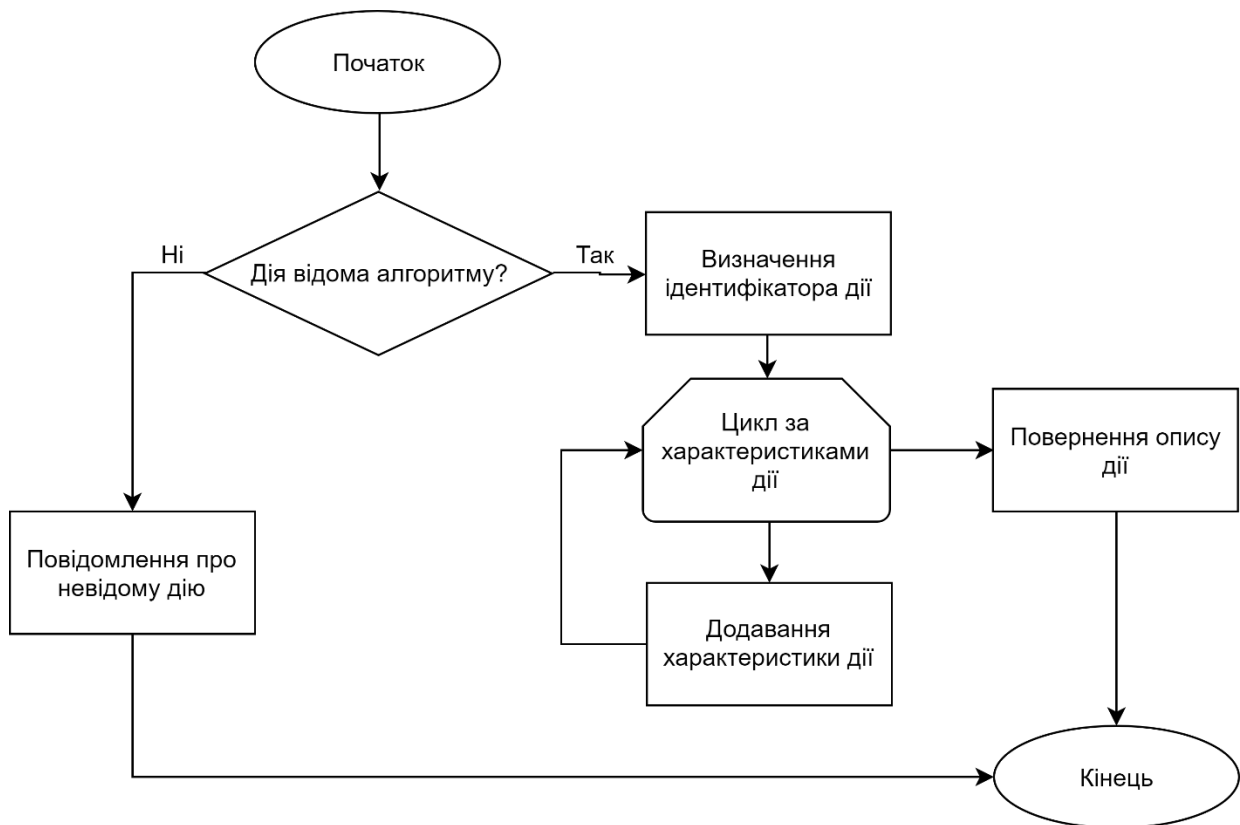 Початок
Ні
Дія відома алгоритму?
Так
Визначення
ідентифікатора дії
Цикл за
характеристиками
дії
Повернення опису
дії
Повідомлення про
невідому дію
Додавання
характеристики дії
Кінець